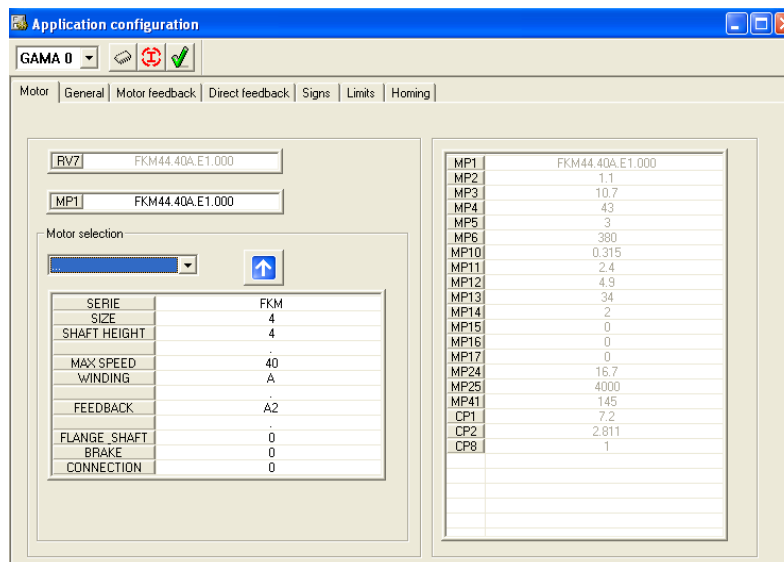 Application configuration
GAMA 0
Motor General Motor feedback Direct feedback Signs Limits Homing
RV7 FKM44.40A.E1.000
MP1 FKM44.40A.E1.000
Motor selection
...
SERIE FKM
SIZE 4
SHAFT HEIGHT 4
.
MAX SPEED 40
WINDING A
.
FEEDBACK A2
.
FLANGE_SHAFT 0
BRAKE 0
CONNECTION 0
MP1 FKM44.40A.E1.000
MP2 1.1
MP3 10.7
MP4 43
MP5 3
MP6 380
MP10 0.315
MP11 2.4
MP12 4.9
MP13 34
MP14 2
MP15 0
MP16 0
MP17 0
MP24 16.7
MP25 4000
MP41 145
CP1 7.2
CP2 2.811
CP8 1